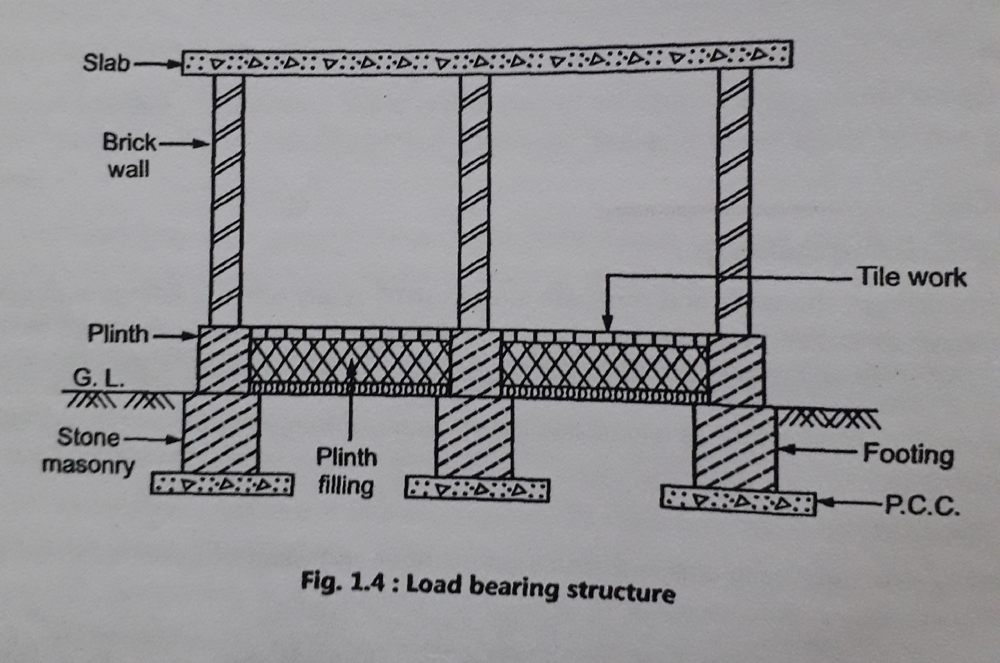 Slab
Brick
wall
Tile work
Plinth
G. L.
Stone
masonry
Plinth
filling
Footing
P.C.C.
Fig. 1.4 : Load bearing structure